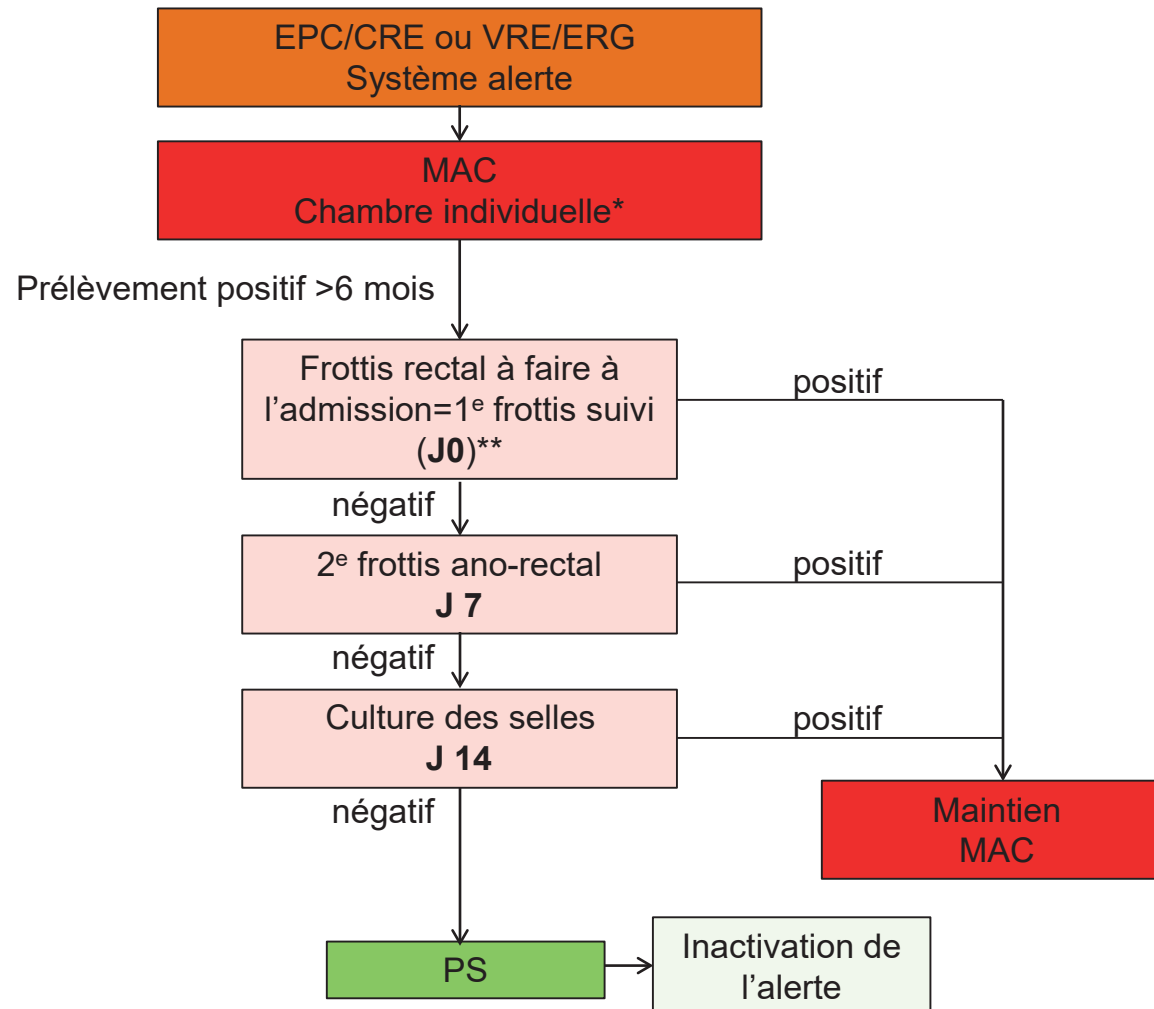 EPC/CRE ou VRE/ERG
Système alerte
MAC
Chambre individuelle*
Prélèvement positif >6 mois
Frottis rectal à faire à
l’admission=1ᵉ frottis suivi
(J0)**
positif
négatif
2ᵉ frottis ano-rectal
J 7
positif
négatif
Culture des selles
J 14
positif
négatif
Maintien
MAC
PS
Inactivation de
l’alerte